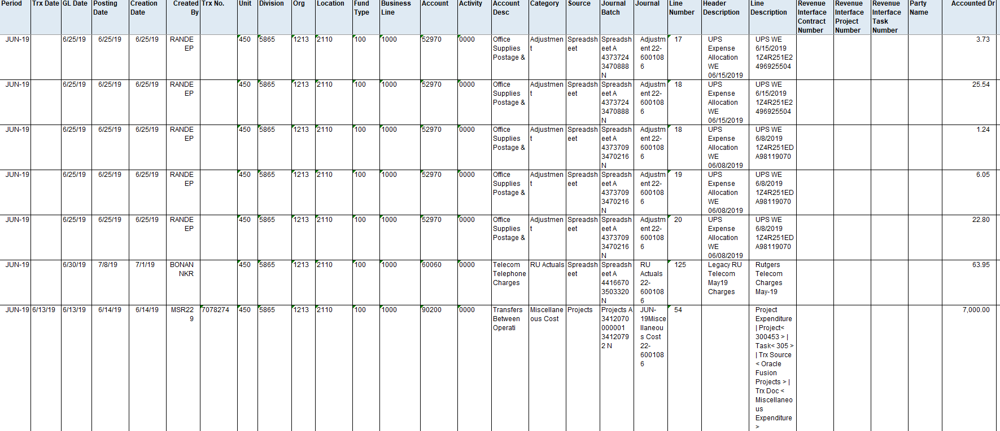 Period Trx Date GL Date Posting Date Creation Date Created By Trx No. Unit Division Org Location Fund Type Business Line Account Activity Account Desc Category Source Journal Batch Journal Line Number Header Description Line Description Revenue Interface Contract Number Revenue Interface Project Number Revenue Interface Task Number Party Name Accounted Dr
JUN-19 6/25/19 6/25/19 6/25/19 RANDEEP 450 5865 1213 2110 100 1000 52970 0000 Office Supplies Postage & Adjustment Spreadsheet Spreadsheet A 4373724 3470888 N Adjustment 22-6001086 17 UPS Expense Allocation WE 06/15/2019 UPS WE 6/15/2019 1Z4R251E2496925504 3.73
JUN-19 6/25/19 6/25/19 6/25/19 RANDEEP 450 5865 1213 2110 100 1000 52970 0000 Office Supplies Postage & Adjustment Spreadsheet Spreadsheet A 4373724 3470888 N Adjustment 22-6001086 18 UPS Expense Allocation WE 06/15/2019 UPS WE 6/15/2019 1Z4R251E2496925504 25.54
JUN-19 6/25/19 6/25/19 6/25/19 RANDEEP 450 5865 1213 2110 100 1000 52970 0000 Office Supplies Postage & Adjustment Spreadsheet Spreadsheet A 4373709 3470216 N Adjustment 22-6001086 18 UPS Expense Allocation WE 06/08/2019 UPS WE 6/8/2019 1Z4R251EDA98119070 1.24
JUN-19 6/25/19 6/25/19 6/25/19 RANDEEP 450 5865 1213 2110 100 1000 52970 0000 Office Supplies Postage & Adjustment Spreadsheet Spreadsheet A 4373709 3470216 N Adjustment 22-6001086 19 UPS Expense Allocation WE 06/08/2019 UPS WE 6/8/2019 1Z4R251EDA98119070 6.05
JUN-19 6/25/19 6/25/19 6/25/19 RANDEEP 450 5865 1213 2110 100 1000 52970 0000 Office Supplies Postage & Adjustment Spreadsheet Spreadsheet A 4373709 3470216 N Adjustment 22-6001086 20 UPS Expense Allocation WE 06/08/2019 UPS WE 6/8/2019 1Z4R251EDA98119070 22.80
JUN-19 6/30/19 7/8/19 7/1/19 BONANNKR 450 5865 1213 2110 100 1000 60060 0000 Telecom Telephone Charges RU Actuals Spreadsheet Spreadsheet A 4416670 3503320 N RU Actuals 22-6001086 125 Legacy RU Telecom May19 Charges Rutgers Telecom Charges May-19 63.95
JUN-19 6/13/19 6/13/19 6/14/19 6/14/19 MSR229 7078274 450 5865 1213 2110 100 1000 90200 0000 Transfers Between Operati Miscellaneous Cost Projects Projects A 3412070000001 3412079 2 N JUN-19Miscellaneous Cost 22-6001086 54 Project Expenditure | Project< 300453 > | Task< 305 > | Trx Source < Oracle Fusion Projects > | Trx Doc < Miscellaneous Expenditure > 7,000.00